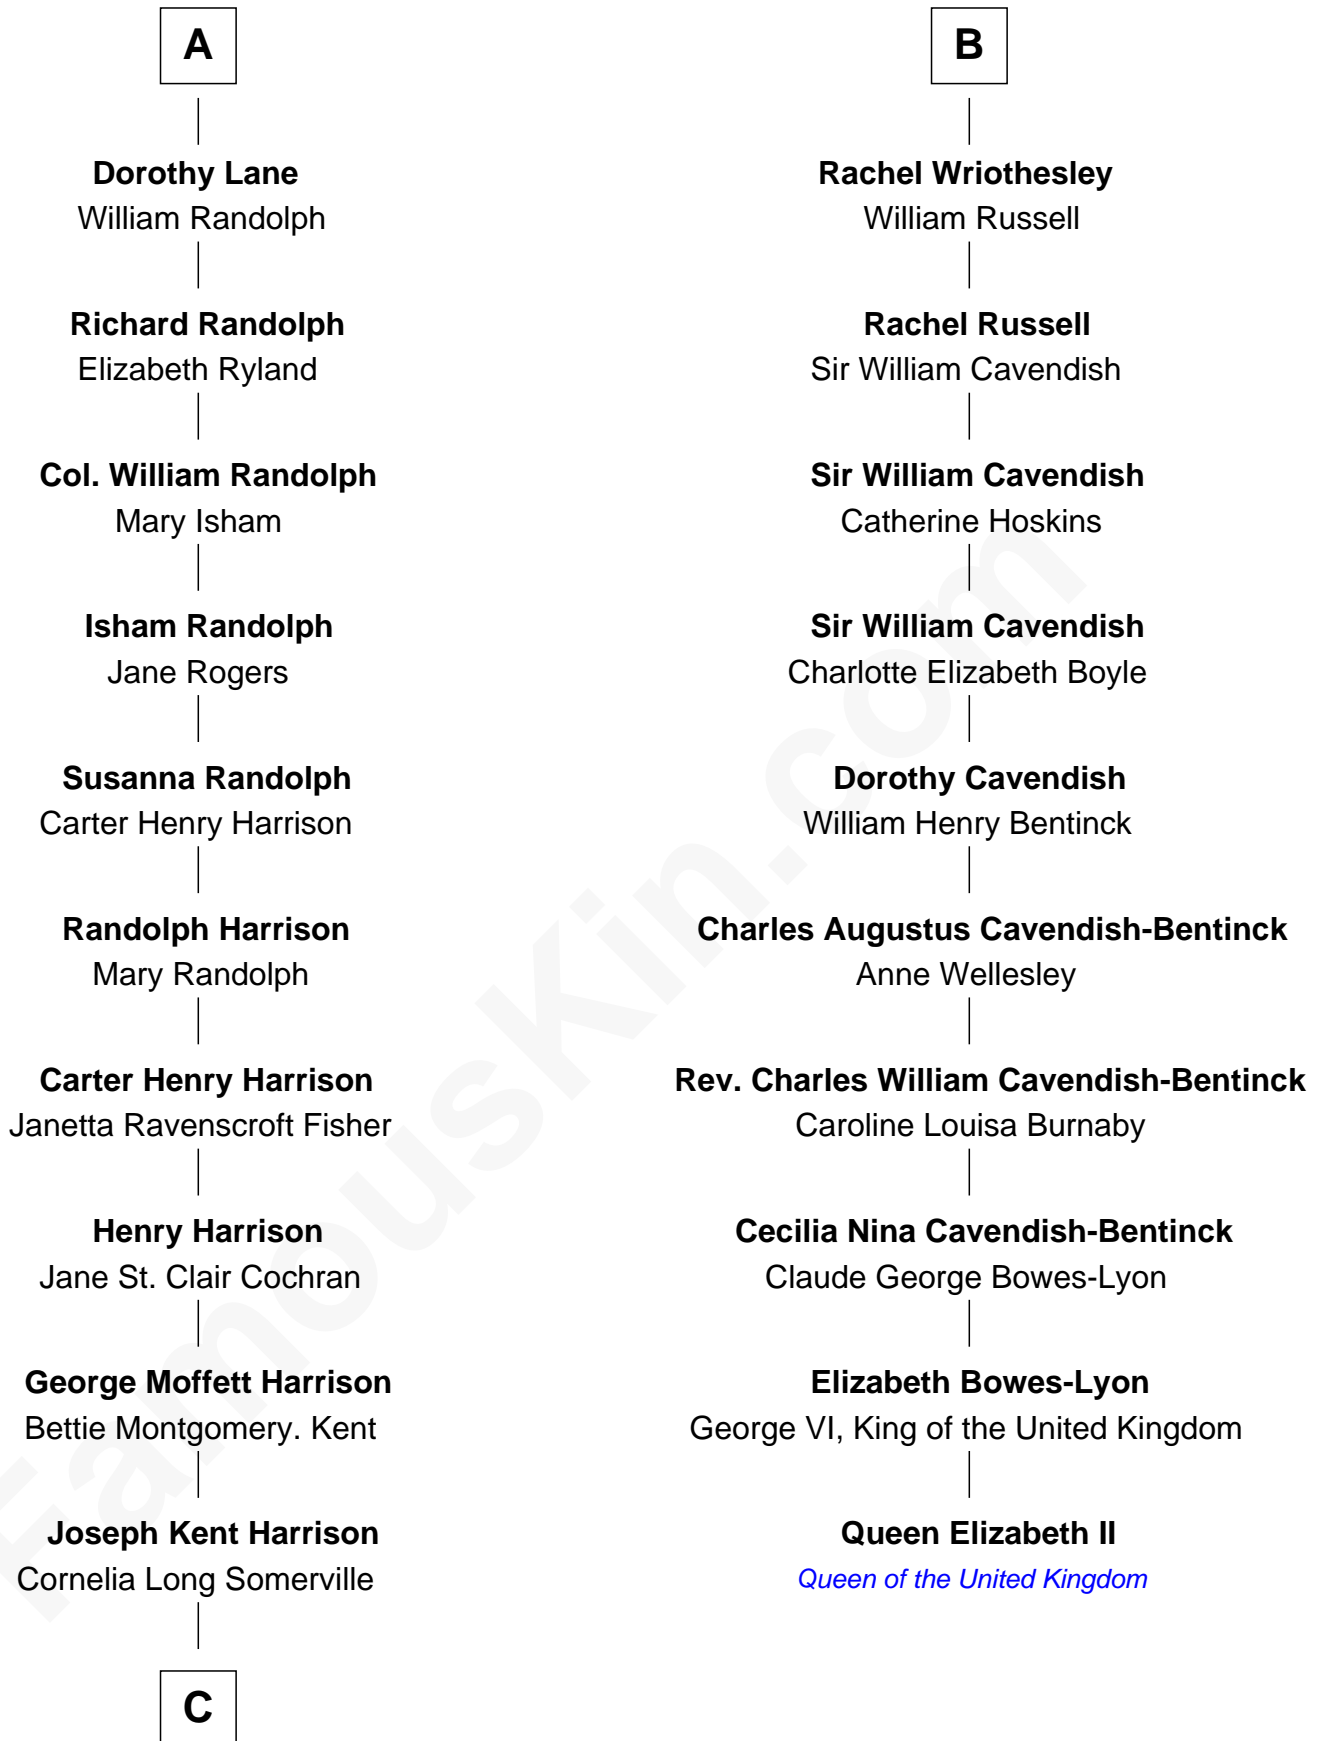 A
Dorothy Lane
William Randolph
Richard Randolph
Elizabeth Ryland
Col. William Randolph
Mary Isham
Isham Randolph
Jane Rogers
Susanna Randolph
Carter Henry Harrison
Randolph Harrison
Mary Randolph
Carter Henry Harrison
Janetta Ravenscroft Fisher
Henry Harrison
Jane St. Clair Cochran
George Moffett Harrison
Bettie Montgomery. Kent
Joseph Kent Harrison
Cornelia Long Somerville
C
B
Rachel Wriothesley
William Russell
Rachel Russell
Sir William Cavendish
Sir William Cavendish
Catherine Hoskins
Sir William Cavendish
Charlotte Elizabeth Boyle
Dorothy Cavendish
William Henry Bentinck
Charles Augustus Cavendish-Bentinck
Anne Wellesley
Rev. Charles William Cavendish-Bentinck
Caroline Louisa Burnaby
Cecilia Nina Cavendish-Bentinck
Claude George Bowes-Lyon
Elizabeth Bowes-Lyon
George VI, King of the United Kingdom
Queen Elizabeth II
Queen of the United Kingdom
FamousKin.com